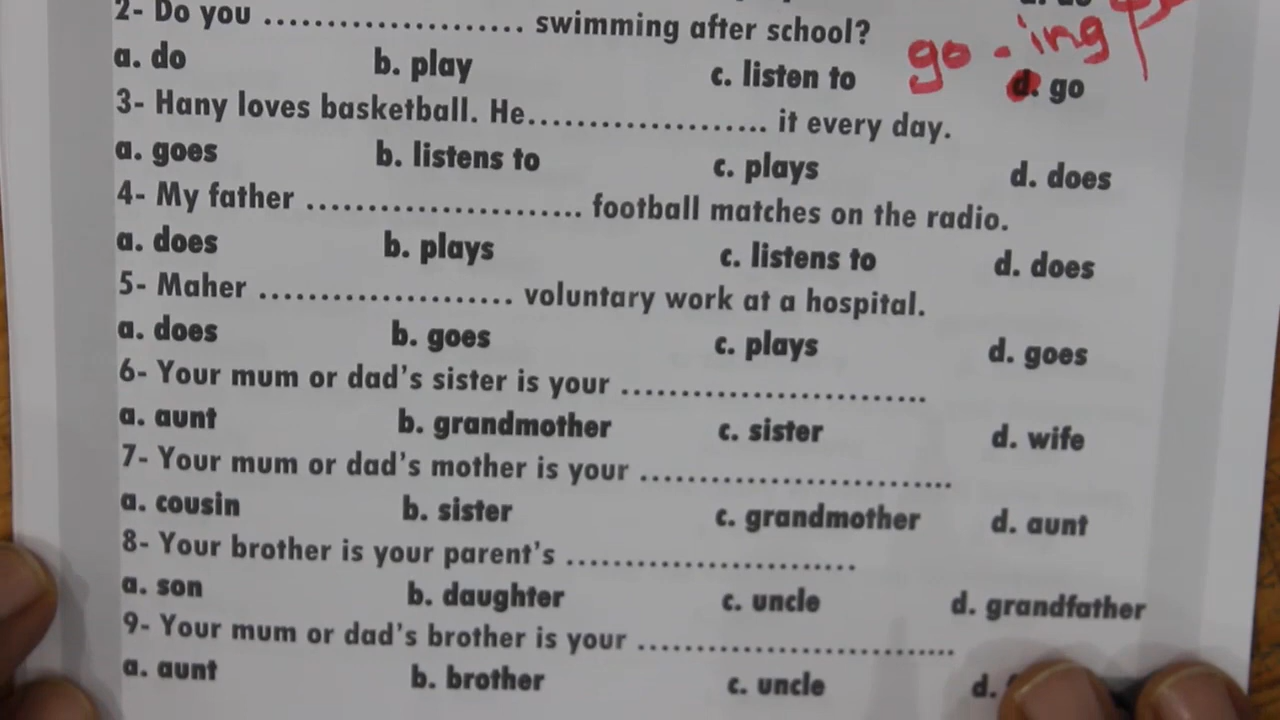 2- Do you ...................... swimming after school?
go - ing
a. do b. play c. listen to d. go
3- Hany loves basketball. He.................... it every day.
a. goes b. listens to c. plays d. does
4- My father ....................... football matches on the radio.
a. does b. plays c. listens to d. does
5- Maher ..................... voluntary work at a hospital.
a. does b. goes c. plays d. goes
6- Your mum or dad's sister is your .........................
a. aunt b. grandmother c. sister d. wife
7- Your mum or dad's mother is your .........................
a. cousin b. sister c. grandmother d. aunt
8- Your brother is your parent's ........................
a. son b. daughter c. uncle d. grandfather
9- Your mum or dad's brother is your .........................
a. aunt b. brother c. uncle d.